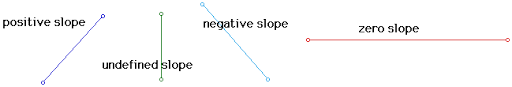 positive slope
undefined slope
negative slope
zero slope